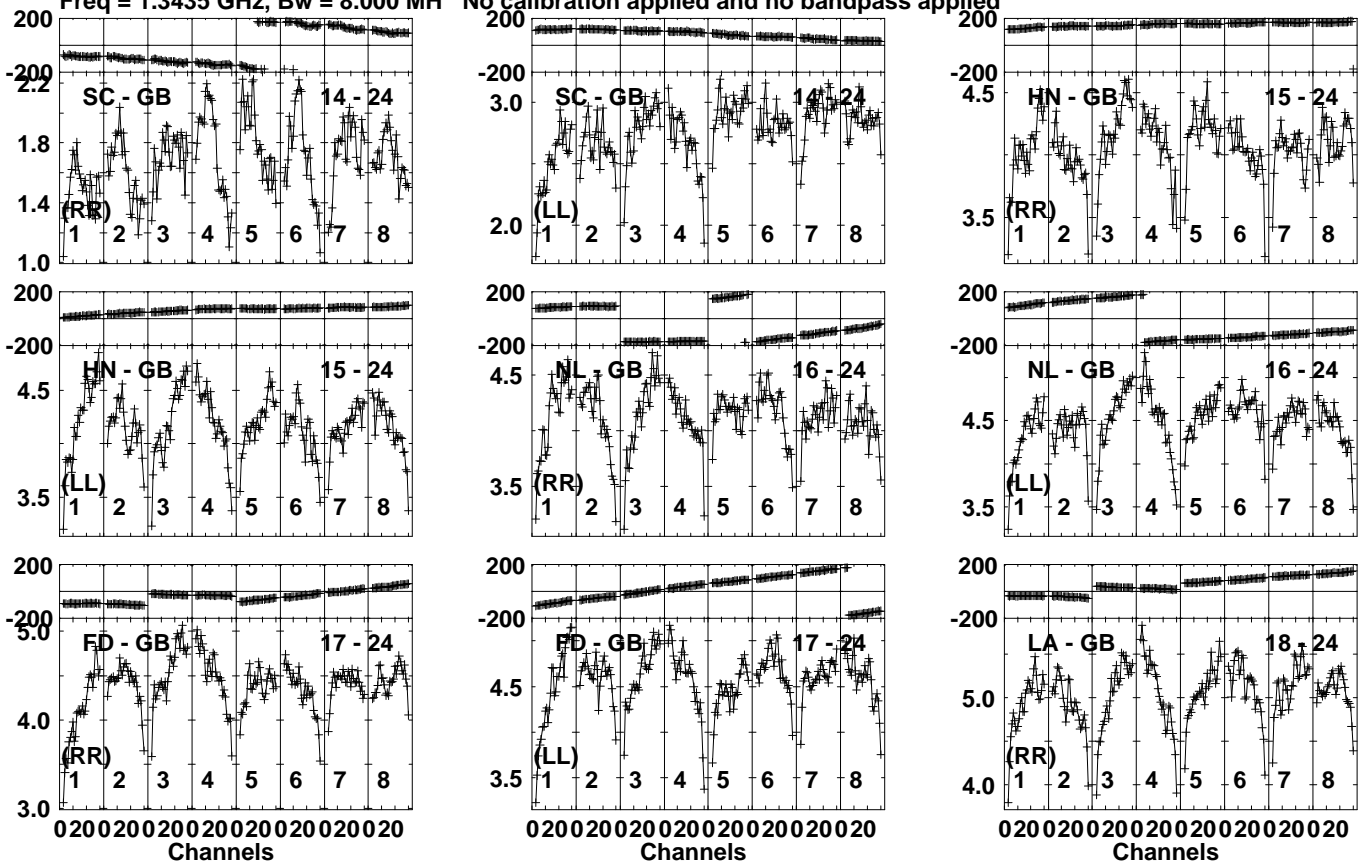 Freq = 1.3435 GHz, Bw = 8.000 MH No calibration applied and no bandpass applied
200
-200
2.2
1.8
1.4
1.0
SC - GB 14 - 24
(RR)
1 2 3 4 5 6 7 8
200
-200
3.0
2.0
SC - GB 14 - 24
(LL)
1 2 3 4 5 6 7 8
200
-200
4.5
3.5
HN - GB 15 - 24
(RR)
1 2 3 4 5 6 7 8
200
-200
4.5
3.5
HN - GB 15 - 24
(LL)
1 2 3 4 5 6 7 8
200
-200
4.5
3.5
NL - GB 16 - 24
(RR)
1 2 3 4 5 6 7 8
200
-200
4.5
3.5
NL - GB 16 - 24
(LL)
1 2 3 4 5 6 7 8
200
-200
5.0
4.0
3.0
FD - GB 17 - 24
(RR)
1 2 3 4 5 6 7 8
0 20 0 20 0 20 0 20 0 20 0 20 0 20 0 20
Channels
200
-200
4.5
3.5
FD - GB 17 - 24
(LL)
1 2 3 4 5 6 7 8
0 20 0 20 0 20 0 20 0 20 0 20 0 20 0 20
Channels
200
-200
5.0
4.0
LA - GB 18 - 24
(RR)
1 2 3 4 5 6 7 8
0 20 0 20 0 20 0 20 0 20 0 20 0 20 0 20
Channels